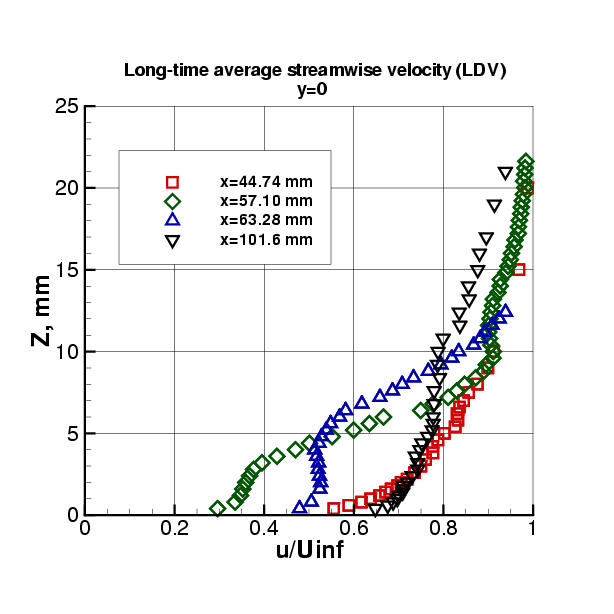 Long-time average streamwise velocity (LDV)
y=0
25
20
15
10
5
0
Z, mm
x=44.74 mm
x=57.10 mm
x=63.28 mm
x=101.6 mm
0 0.2 0.4 0.6 0.8 1
u/Uinf